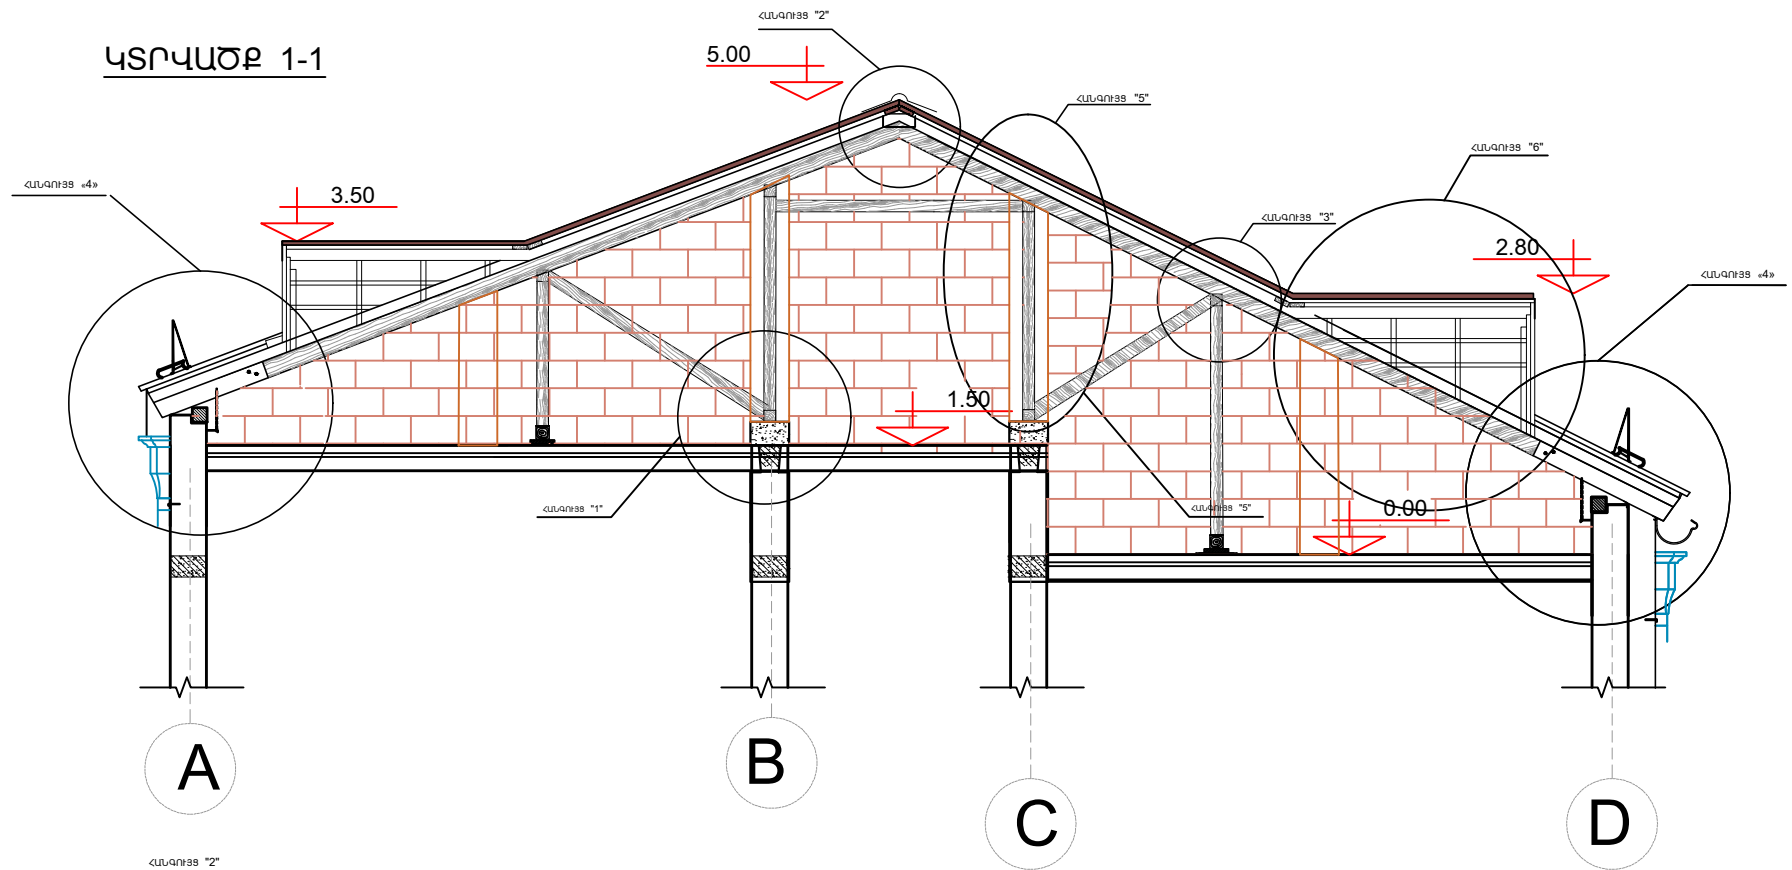 ՀԱՆԳՈՒՅՑ "2"
ԿՏՐՎԱԾՔ 1-1
5.00
ՀԱՆԳՈՒՅՑ "5"
ՀԱՆԳՈՒՅՑ "6"
ՀԱՆԳՈՒՅՑ «4»
3.50
ՀԱՆԳՈՒՅՑ "3"
2.80
ՀԱՆԳՈՒՅՑ «4»
1.50
ՀԱՆԳՈՒՅՑ "1"
ՀԱՆԳՈՒՅՑ "5"
0.00
A
B
C
D
ՀԱՆԳՈՒՅՑ "2"